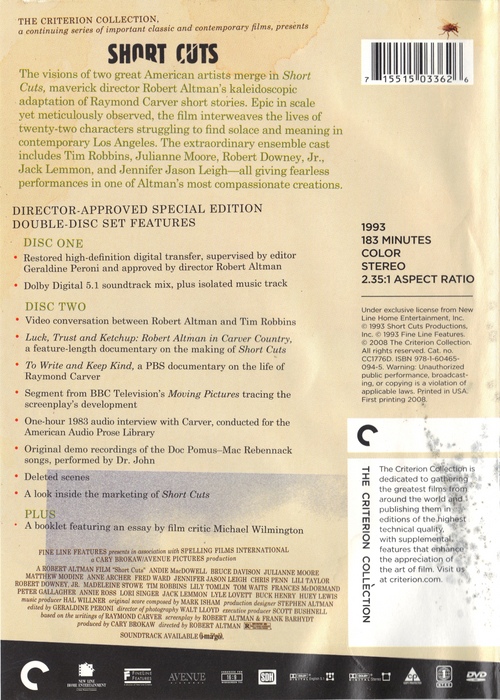 THE CRITERION COLLECTION,
a continuing series of important classic and contemporary films, presents
SHORT CUTS
The visions of two great American artists merge in Short
Cuts, maverick director Robert Altman's kaleidoscopic
adaptation of Raymond Carver short stories. Epic in scale
yet meticulously observed, the film interweaves the lives of
twenty-two characters struggling to find solace and meaning in
contemporary Los Angeles. The extraordinary ensemble cast
includes Tim Robbins, Julianne Moore, Robert Downey, Jr.,
Jack Lemmon, and Jennifer Jason Leigh—all giving fearless
performances in one of Altman's most compassionate creations.
DIRECTOR-APPROVED SPECIAL EDITION
DOUBLE-DISC SET FEATURES
DISC ONE
• Restored high-definition digital transfer, supervised by editor
Geraldine Peroni and approved by director Robert Altman
• Dolby Digital 5.1 soundtrack mix, plus isolated music track
DISC TWO
• Video conversation between Robert Altman and Tim Robbins
• Luck, Trust and Ketchup: Robert Altman in Carver Country,
a feature-length documentary on the making of Short Cuts
• To Write and Keep Kind, a PBS documentary on the life of
Raymond Carver
• Segment from BBC Television's Moving Pictures tracing the
screenplay's development
• One-hour 1983 audio interview with Carver, conducted for the
American Audio Prose Library
• Original demo recordings of the Doc Pomus–Mac Rebennack
songs, performed by Dr. John
• Deleted scenes
• A look inside the marketing of Short Cuts
PLUS
• A booklet featuring an essay by film critic Michael Wilmington
FINE LINE FEATURES presents in association with SPELLING FILMS INTERNATIONAL
a CARY BROKAW/AVENUE PICTURES production
A ROBERT ALTMAN FILM "Short Cuts" ANDIE MacDOWELL BRUCE DAVISON JULIANNE MOORE
MATTHEW MODINE ANNE ARCHER FRED WARD JENNIFER JASON LEIGH CHRIS PENN LILI TAYLOR
ROBERT DOWNEY, JR. MADELEINE STOWE TIM ROBBINS LILY TOMLIN TOM WAITS FRANCES McDORMAND
PETER GALLAGHER ANNIE ROSS LORI SINGER JACK LEMMON LYLE LOVETT BUCK HENRY HUEY LEWIS
music producer HAL WILLNER original score composed by MARK ISHAM production designer STEPHEN ALTMAN
edited by GERALDINE PERONI director of photography WALT LLOYD executive producer SCOTT BUSHNELL
based on the writings of RAYMOND CARVER screenplay by ROBERT ALTMAN & FRANK BARHYDT
produced by CARY BROKAW directed by ROBERT ALTMAN
SOUNDTRACK AVAILABLE
7 15515 03362 6
1993
183 MINUTES
COLOR
STEREO
2.35:1 ASPECT RATIO
Under exclusive license from New
Line Home Entertainment, Inc.
© 1993 Short Cuts Productions,
Inc. © 1993 Fine Line Features.
© 2008 The Criterion Collection.
All rights reserved. Cat. no.
CC1776D. ISBN 978-1-60465-
094-5. Warning: Unauthorized
public performance, broadcast-
ing, or copying is a violation of
applicable laws. Printed in USA.
First printing 2008.
THE CRITERION COLLECTION
The Criterion Collection is
dedicated to gathering
the greatest films from
around the world and
publishing them in
editions of the highest
technical quality,
with supplemental
features that enhance
the appreciation of
the art of film. Visit us
at criterion.com.
NEW LINE
HOME ENTERTAINMENT
FINELINE
FEATURES
AVENUE
SDH
DVD